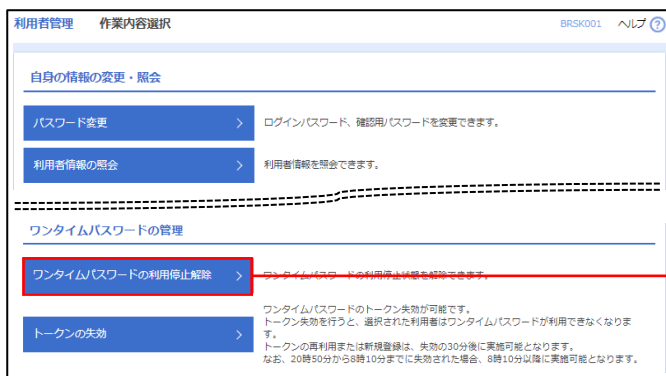 利用者管理 作業内容選択 BRSK001 ヘルプ ?
自身の情報の変更・照会
パスワード変更 ログインパスワード、確認用パスワードを変更できます。
利用者情報の照会 利用者情報を照会できます。
ワンタイムパスワードの管理
ワンタイムパスワードの利用停止解除 ワンタイムパスワードの利用停止状態を解除できます。
ワンタイムパスワードのトークン失効が可能です。
トークン失効を行うと、選択された利用者はワンタイムパスワードが利用できなくなりま
トークンの失効 す。
トークンの再利用または新規登録は、失効の30分後に実施可能となります。
なお、20時50分から8時10分までに失効された場合、8時10分以降に実施可能となります。